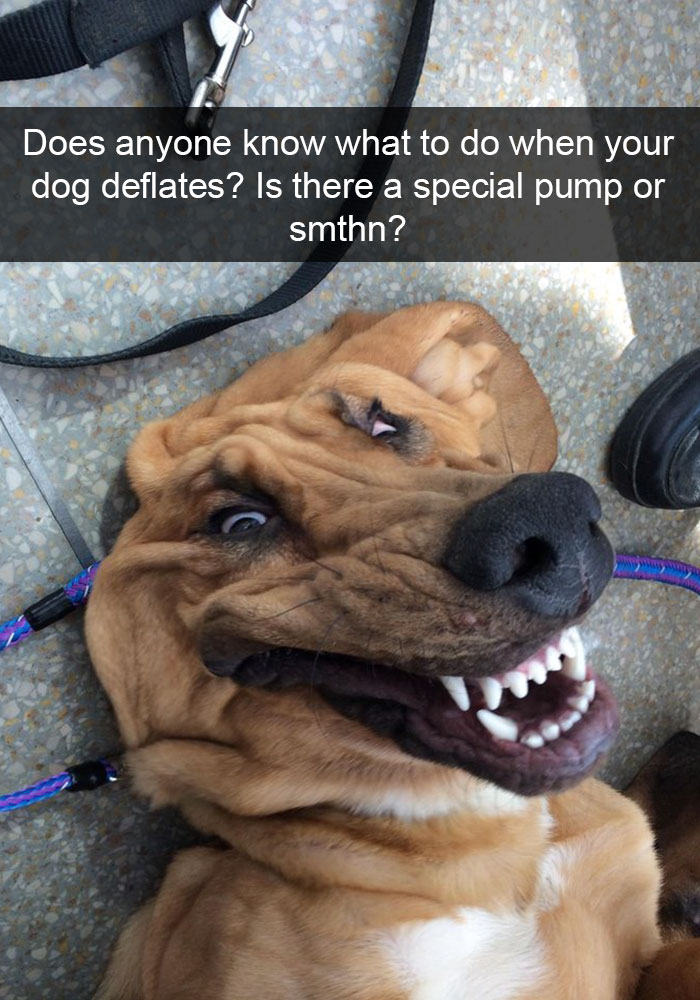 Does anyone know what to do when your
dog deflates? Is there a special pump or
smthn?